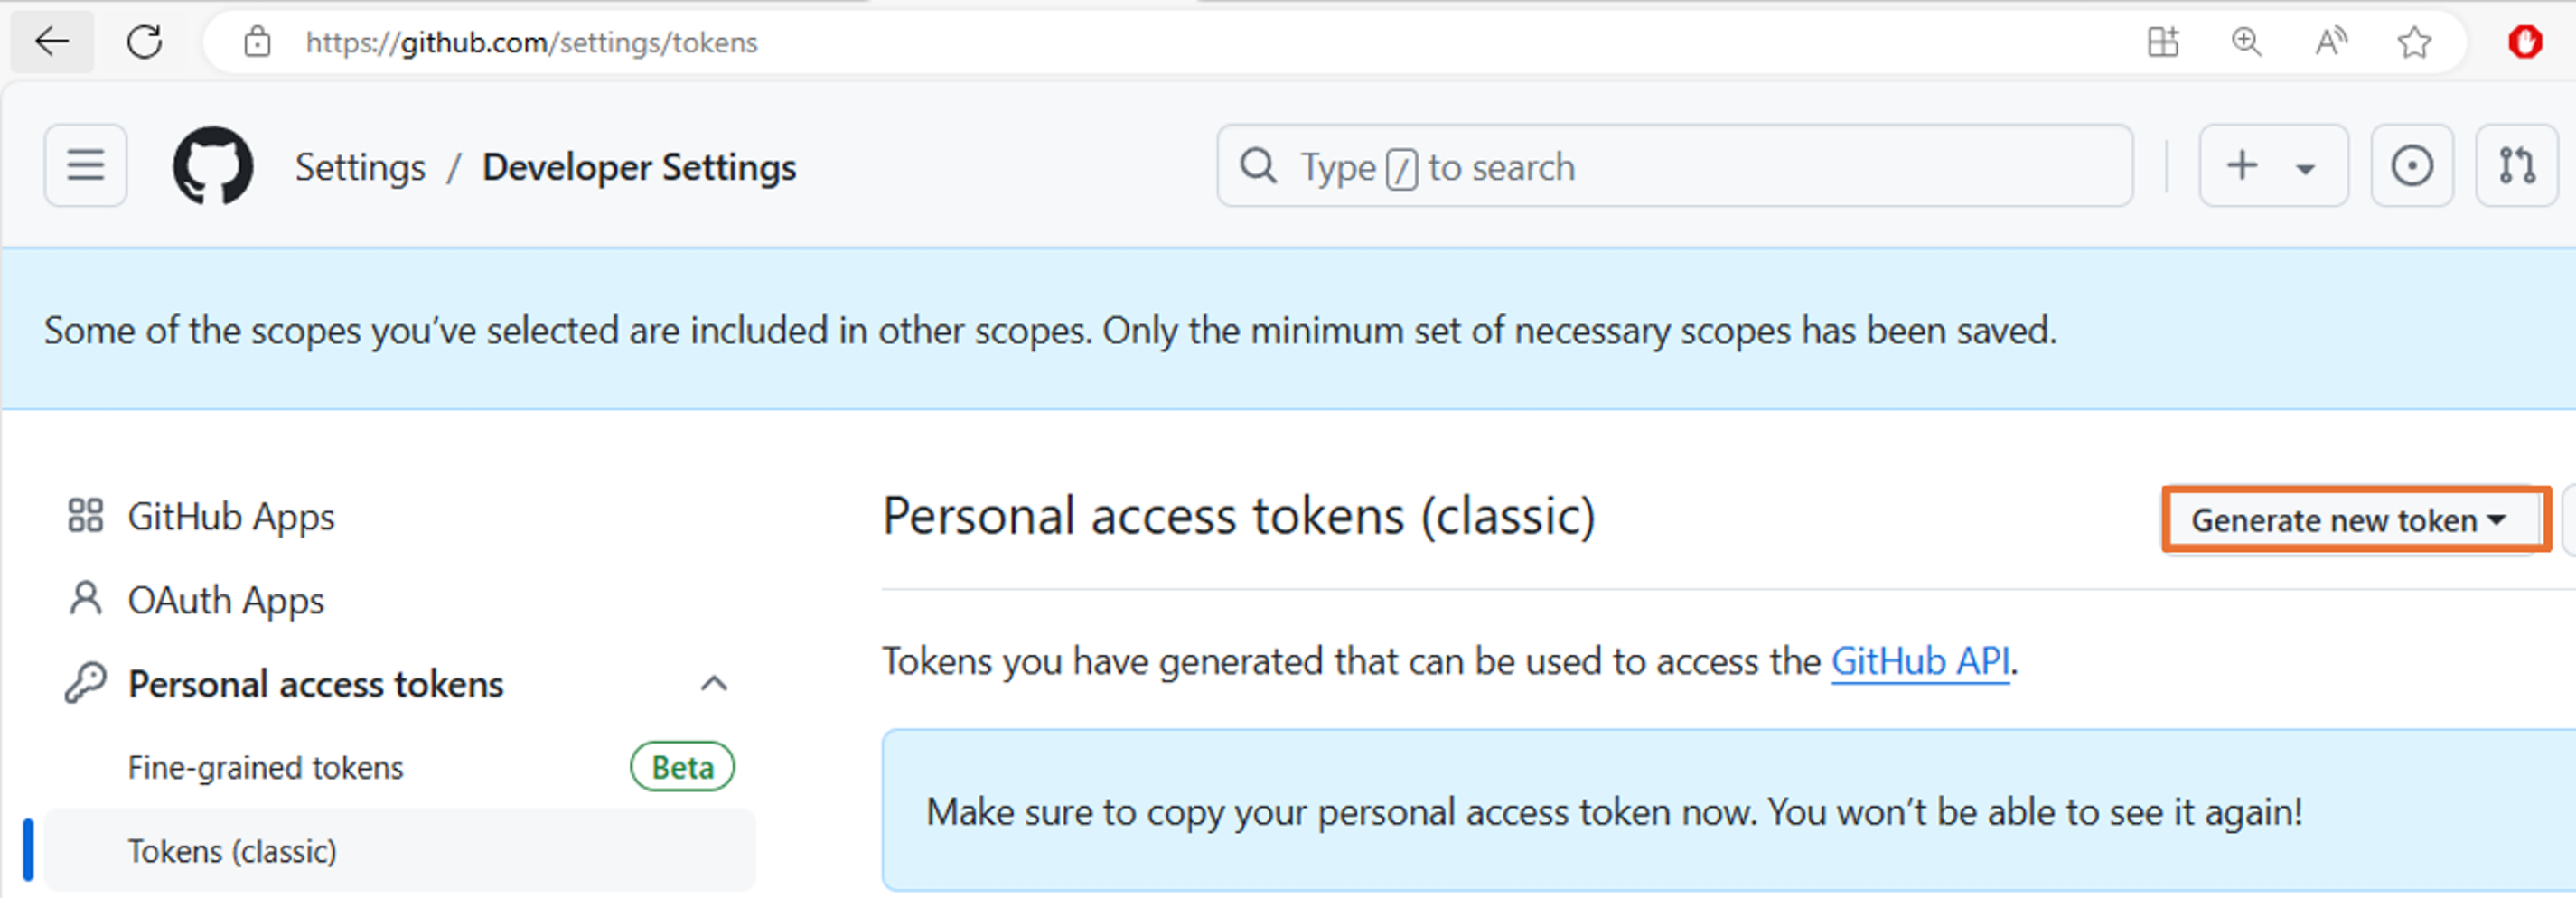 https://github.com/settings/tokens
Settings / Developer Settings
Type / to search
Some of the scopes you’ve selected are included in other scopes. Only the minimum set of necessary scopes has been saved.
GitHub Apps
OAuth Apps
Personal access tokens
Fine-grained tokens Beta
Tokens (classic)
Personal access tokens (classic)
Generate new token
Tokens you have generated that can be used to access the GitHub API.
Make sure to copy your personal access token now. You won’t be able to see it again!